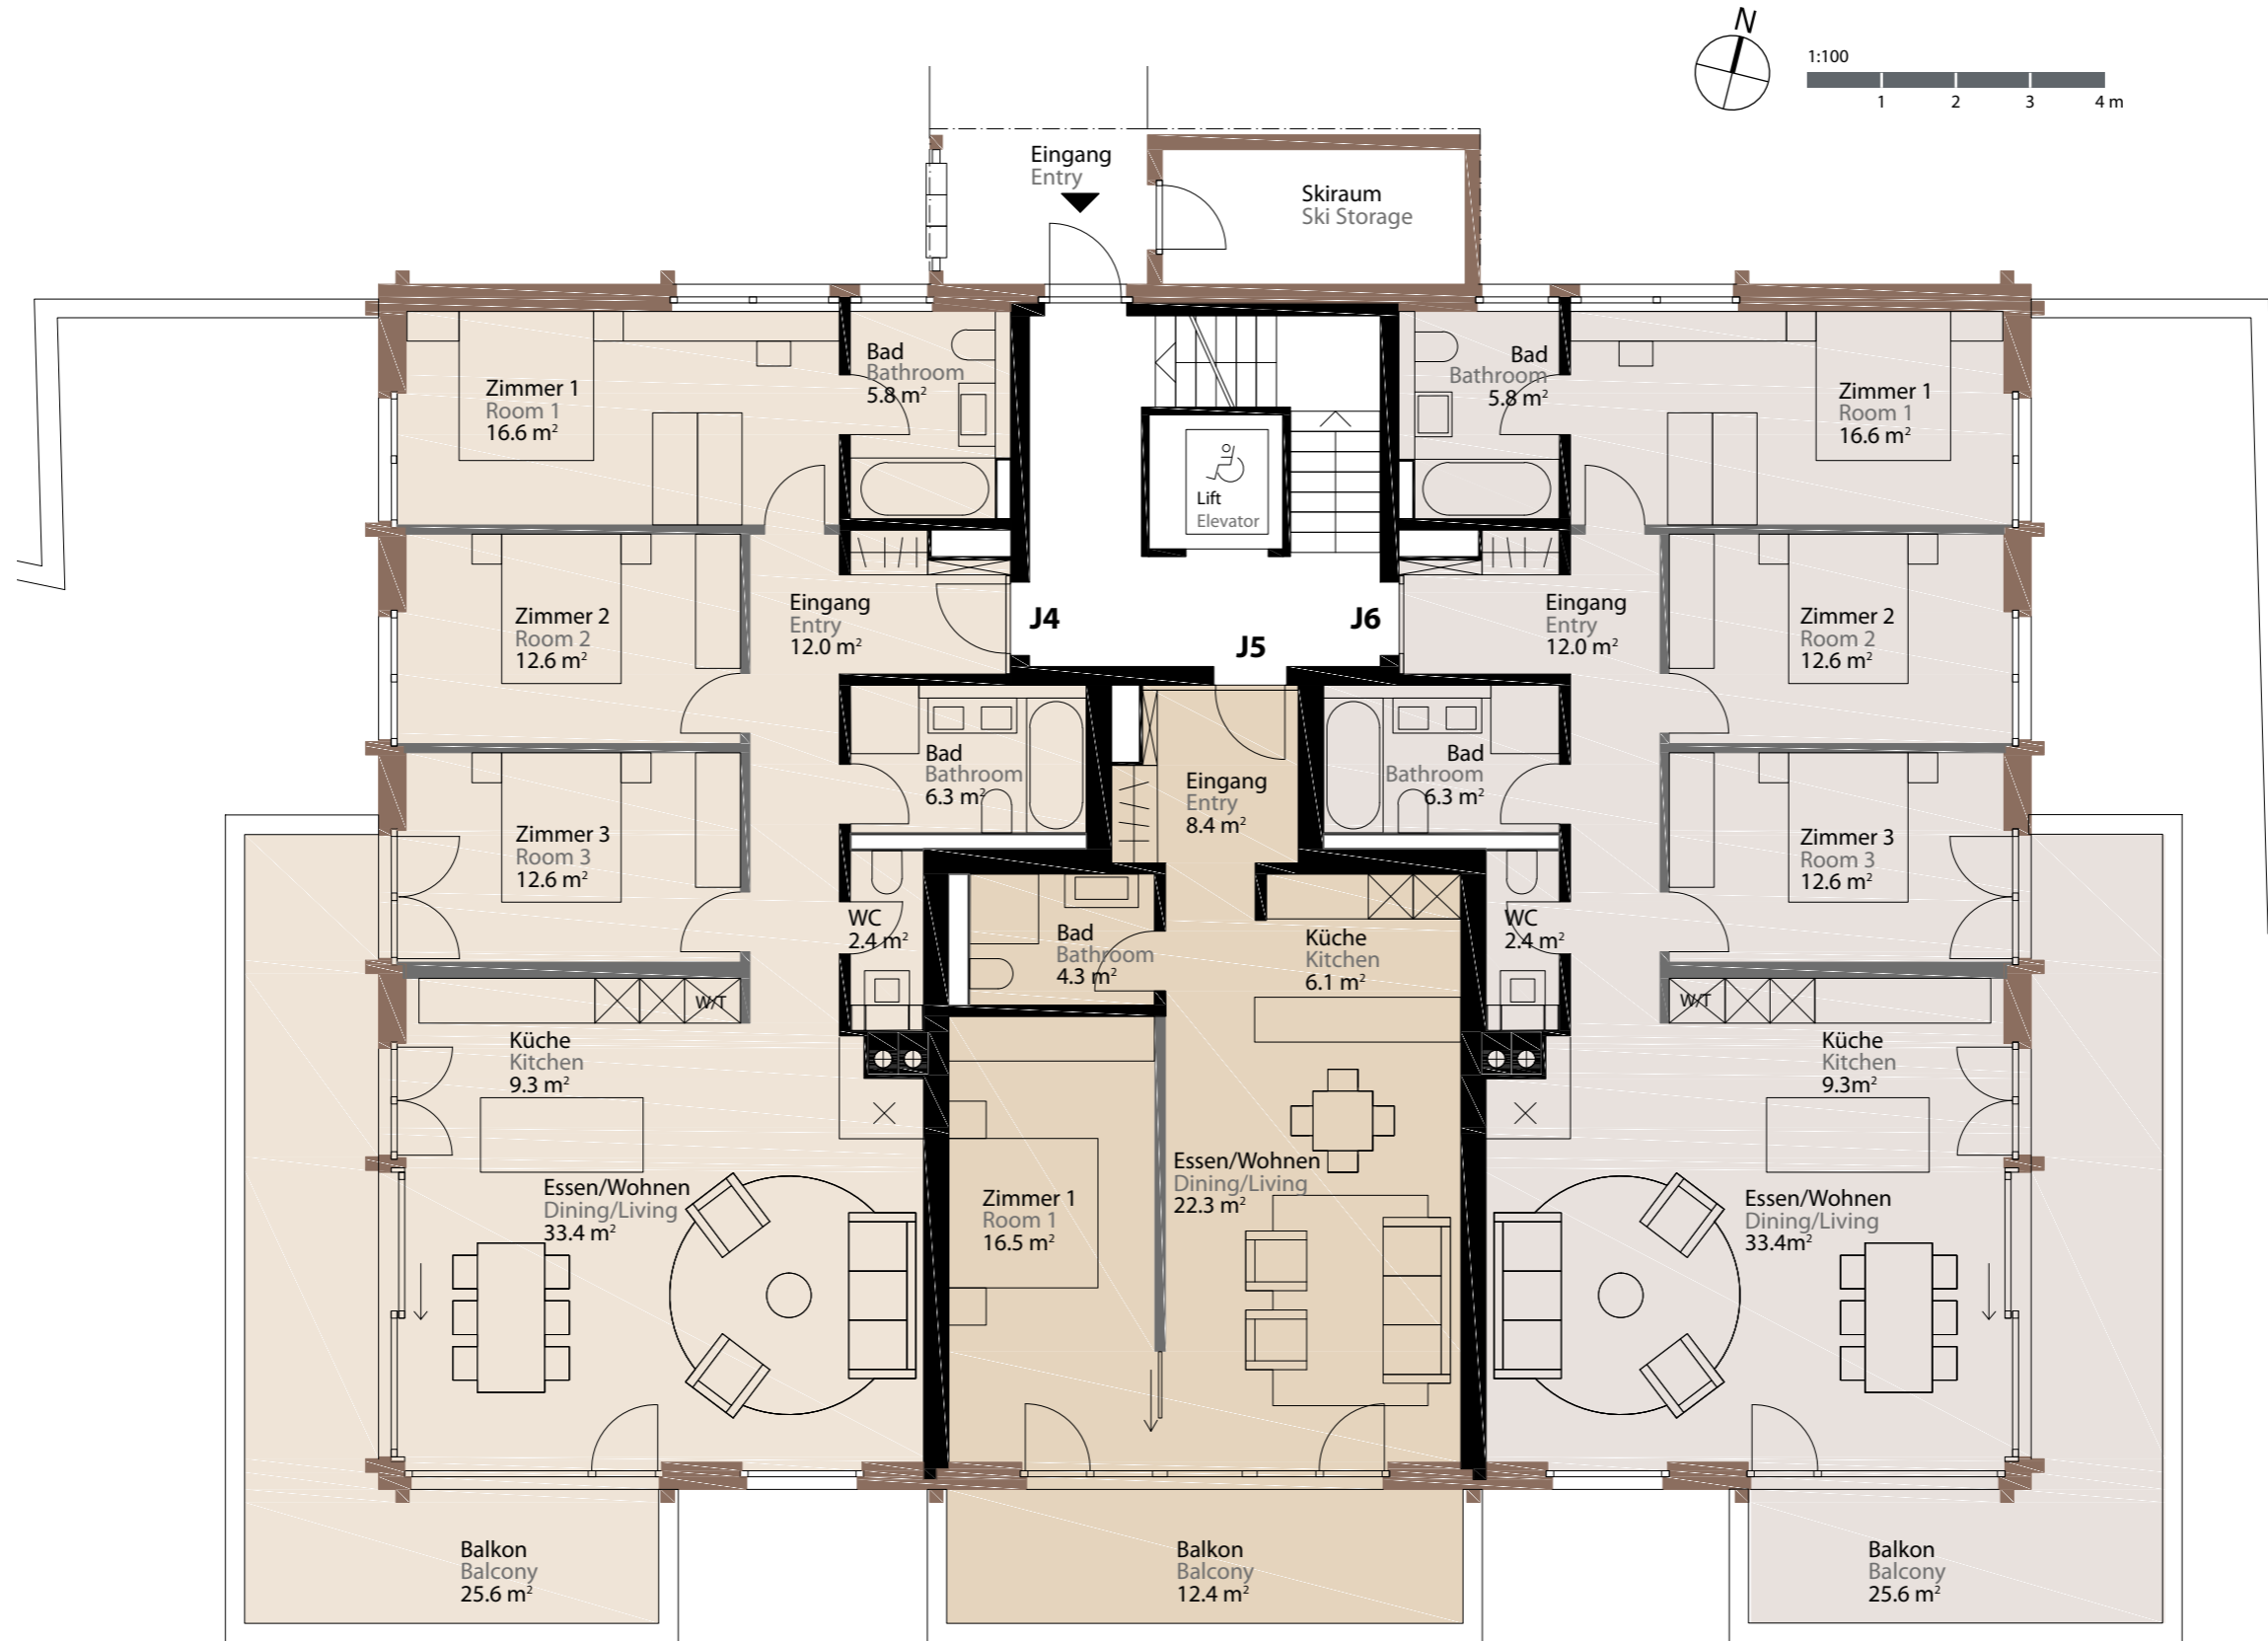 N
1:100
1 2 3 4 m
Eingang
Entry
Skiraum
Ski Storage
Zimmer 1
Room 1
16.6 m²
Bad
Bathroom
5.8 m²
Lift
Elevator
Bad
Bathroom
5.8 m²
Zimmer 1
Room 1
16.6 m²
Zimmer 2
Room 2
12.6 m²
Eingang
Entry
12.0 m²
J4
J5
J6
Eingang
Entry
12.0 m²
Zimmer 2
Room 2
12.6 m²
Zimmer 3
Room 3
12.6 m²
Bad
Bathroom
6.3 m²
Eingang
Entry
8.4 m²
Bad
Bathroom
6.3 m²
Zimmer 3
Room 3
12.6 m²
WC
2.4 m²
Bad
Bathroom
4.3 m²
Küche
Kitchen
6.1 m²
WC
2.4 m²
W/T
W/T
Küche
Kitchen
9.3 m²
Küche
Kitchen
9.3m²
Essen/Wohnen
Dining/Living
33.4 m²
Zimmer 1
Room 1
16.5 m²
Essen/Wohnen
Dining/Living
22.3 m²
Essen/Wohnen
Dining/Living
33.4m²
Balkon
Balcony
25.6 m²
Balkon
Balcony
12.4 m²
Balkon
Balcony
25.6 m²